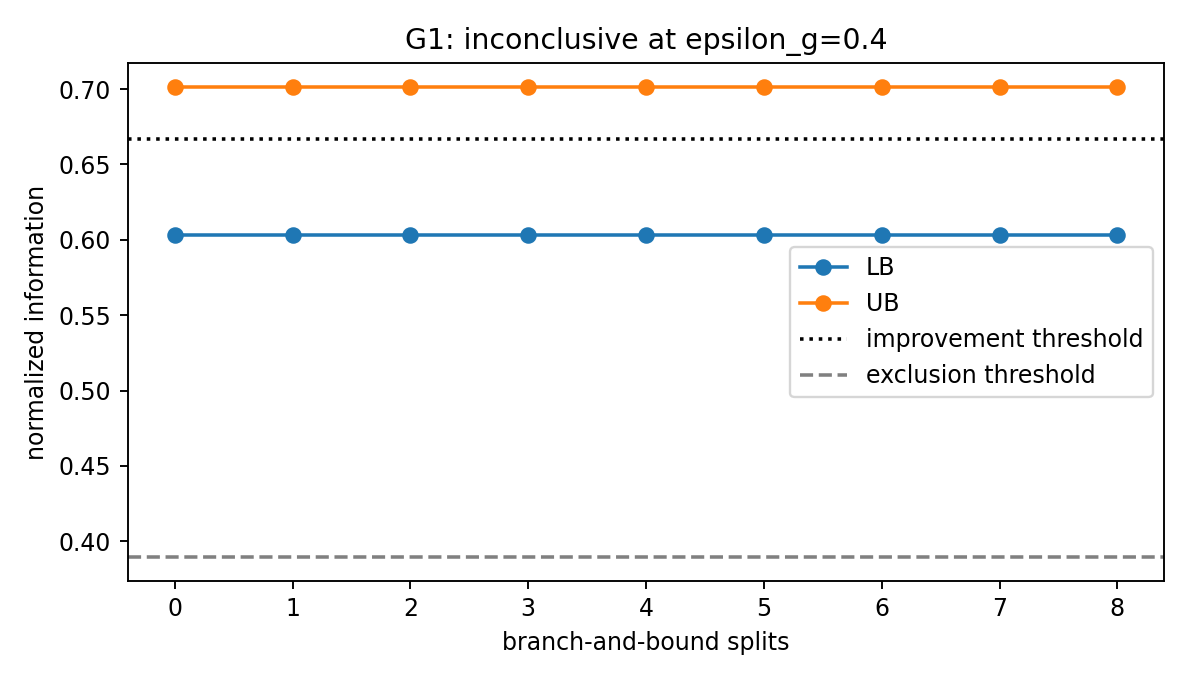 G1: inconclusive at epsilon_g=0.4
normalized information
0.70
0.65
0.60
0.55
0.50
0.45
0.40
LB
UB
improvement threshold
exclusion threshold
0 1 2 3 4 5 6 7 8
branch-and-bound splits